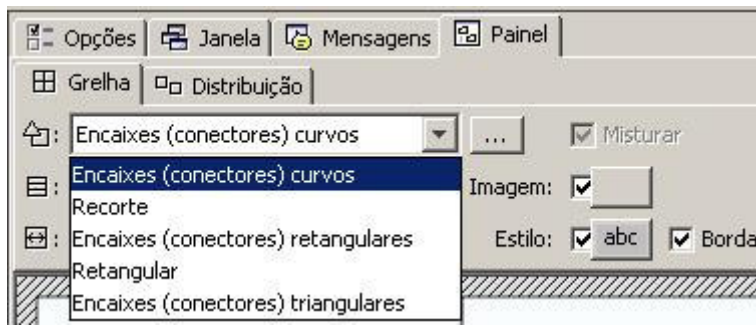 Opções Janela Mensagens Painel
Grelha Distribuição
: Encaixes (conectores) curvos ... Misturar
Encaixes (conectores) curvos
: Imagem:
Recorte
: Encaixes (conectores) retangulares Estilo: abc Borda
Retangular
Encaixes (conectores) triangulares